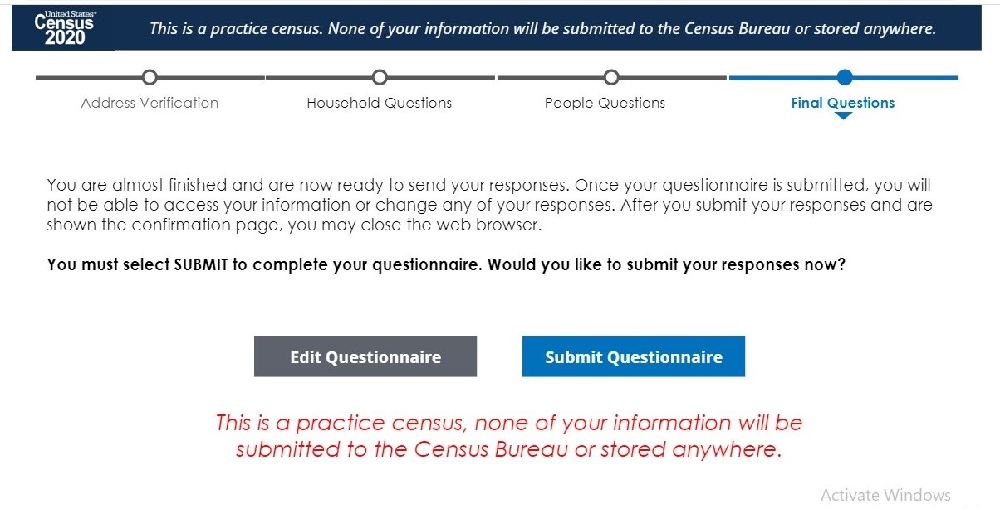 United States®
Census
2020
This is a practice census. None of your information will be submitted to the Census Bureau or stored anywhere.
Address Verification
Household Questions
People Questions
Final Questions
You are almost finished and are now ready to send your responses. Once your questionnaire is submitted, you will
not be able to access your information or change any of your responses. After you submit your responses and are
shown the confirmation page, you may close the web browser.
You must select SUBMIT to complete your questionnaire. Would you like to submit your responses now?
Edit Questionnaire
Submit Questionnaire
This is a practice census, none of your information will be
submitted to the Census Bureau or stored anywhere.
Activate Windows